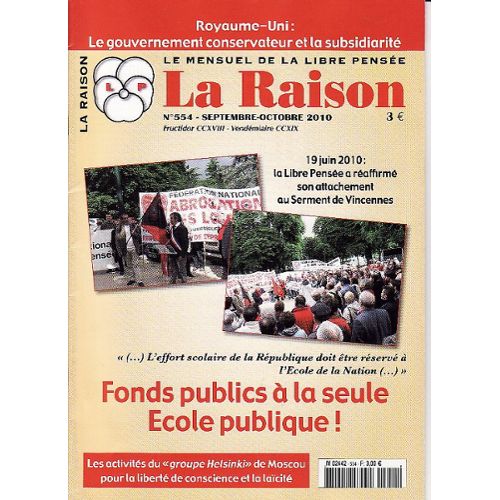 Royaume-Uni :
Le gouvernement conservateur et la subsidiarité
LA RAISON
L P
LE MENSUEL DE LA LIBRE PENSÉE
La Raison
N°554 - SEPTEMBRE-OCTOBRE 2010
3 €
Fructidor CCXVIII - Vendémiaire CCXIX
19 juin 2010 :
la Libre Pensée a réaffirmé
son attachement
au Serment de Vincennes
FÉDÉRATION NATIONAL
ABROGATION
« (…) L'effort scolaire de la République doit être réservé à
l'Ecole de la Nation (…) »
Fonds publics à la seule
Ecole publique !
Les activités du « groupe Helsinki » de Moscou
pour la liberté de conscience et la laïcité